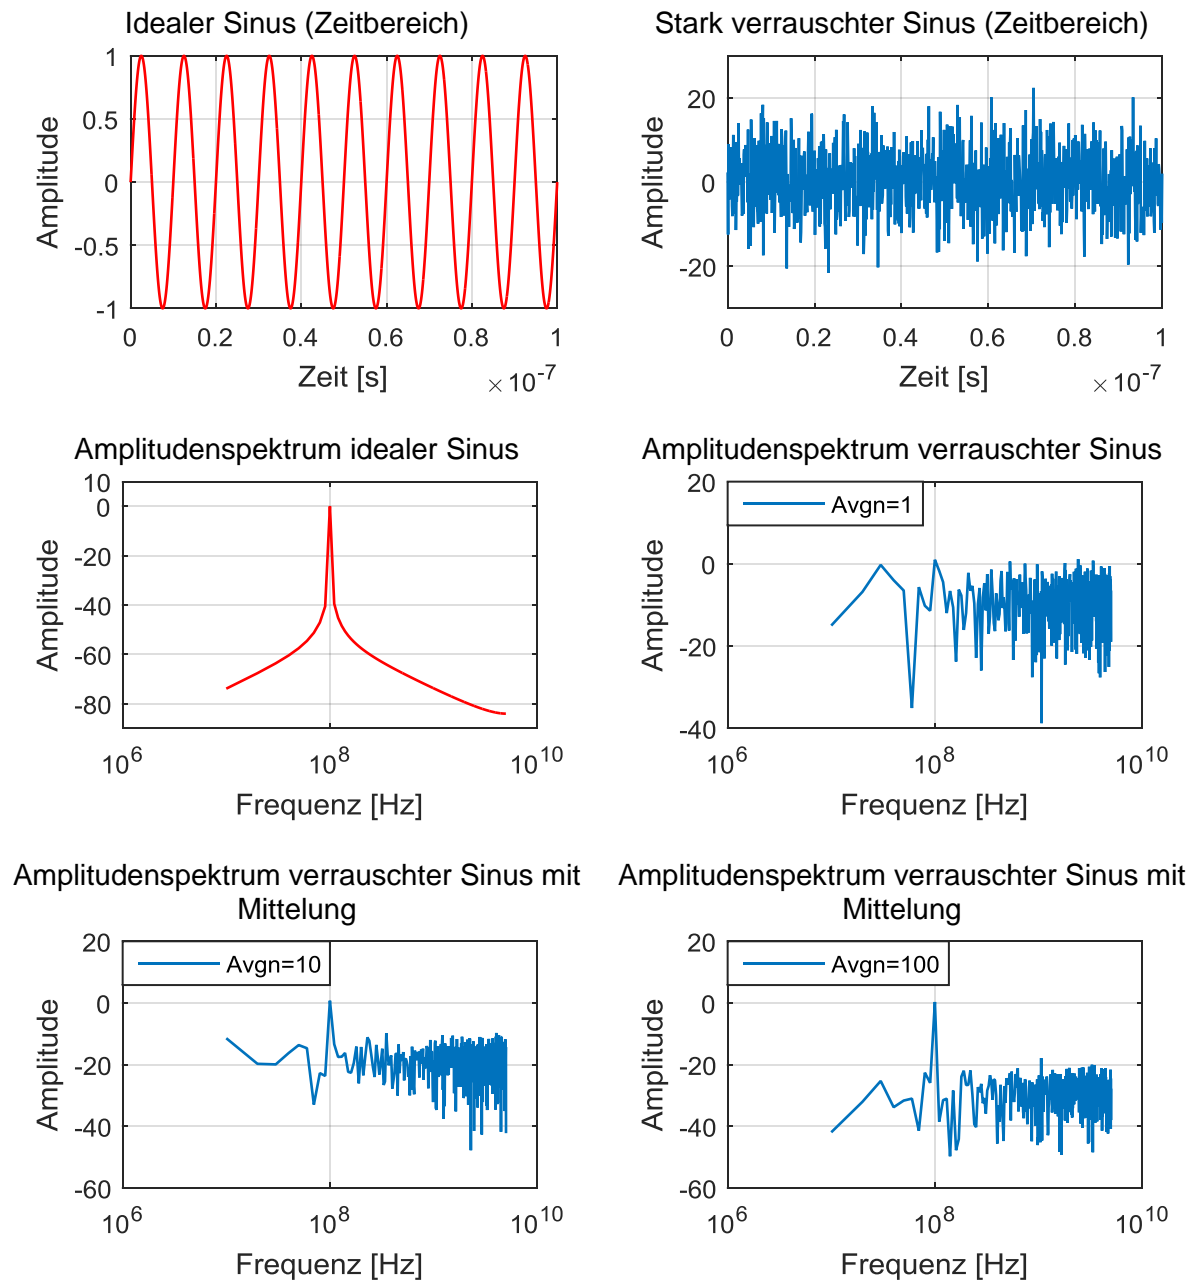 Idealer Sinus (Zeitbereich)
Amplitude
1
0.5
0
-0.5
-1
0 0.2 0.4 0.6 0.8 1
Zeit [s]
×10-7
Stark verrauschter Sinus (Zeitbereich)
Amplitude
20
0
-20
0 0.2 0.4 0.6 0.8 1
Zeit [s]
×10-7
Amplitudenspektrum idealer Sinus
Amplitude
10
0
-20
-40
-60
-80
10^6 10^8 10^10
Frequenz [Hz]
Amplitudenspektrum verrauschter Sinus
Avgn=1
Amplitude
20
0
-20
-40
10^6 10^8 10^10
Frequenz [Hz]
Amplitudenspektrum verrauschter Sinus mit
Mittelung
Avgn=10
Amplitude
20
0
-20
-40
-60
10^6 10^8 10^10
Frequenz [Hz]
Amplitudenspektrum verrauschter Sinus mit
Mittelung
Avgn=100
Amplitude
20
0
-20
-40
-60
10^6 10^8 10^10
Frequenz [Hz]